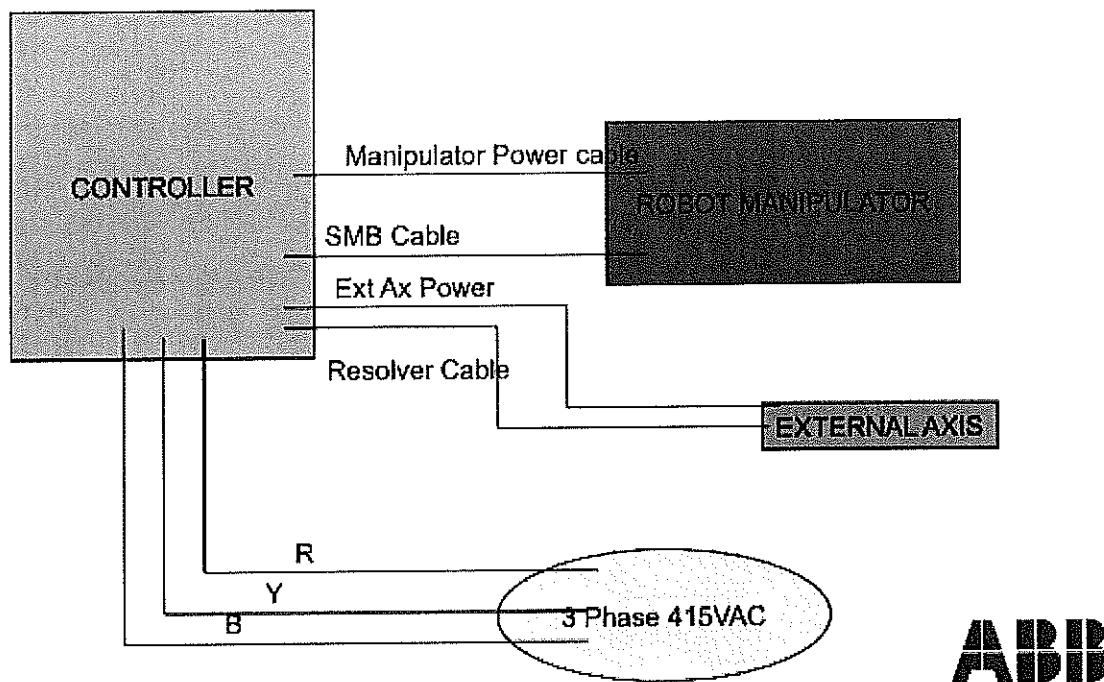 CONTROLLER
Manipulator Power cable
ROBOT MANIPULATOR
SMB Cable
Ext Ax Power
Resolver Cable
EXTERNAL AXIS
R
Y
B
3 Phase 415VAC
ABB